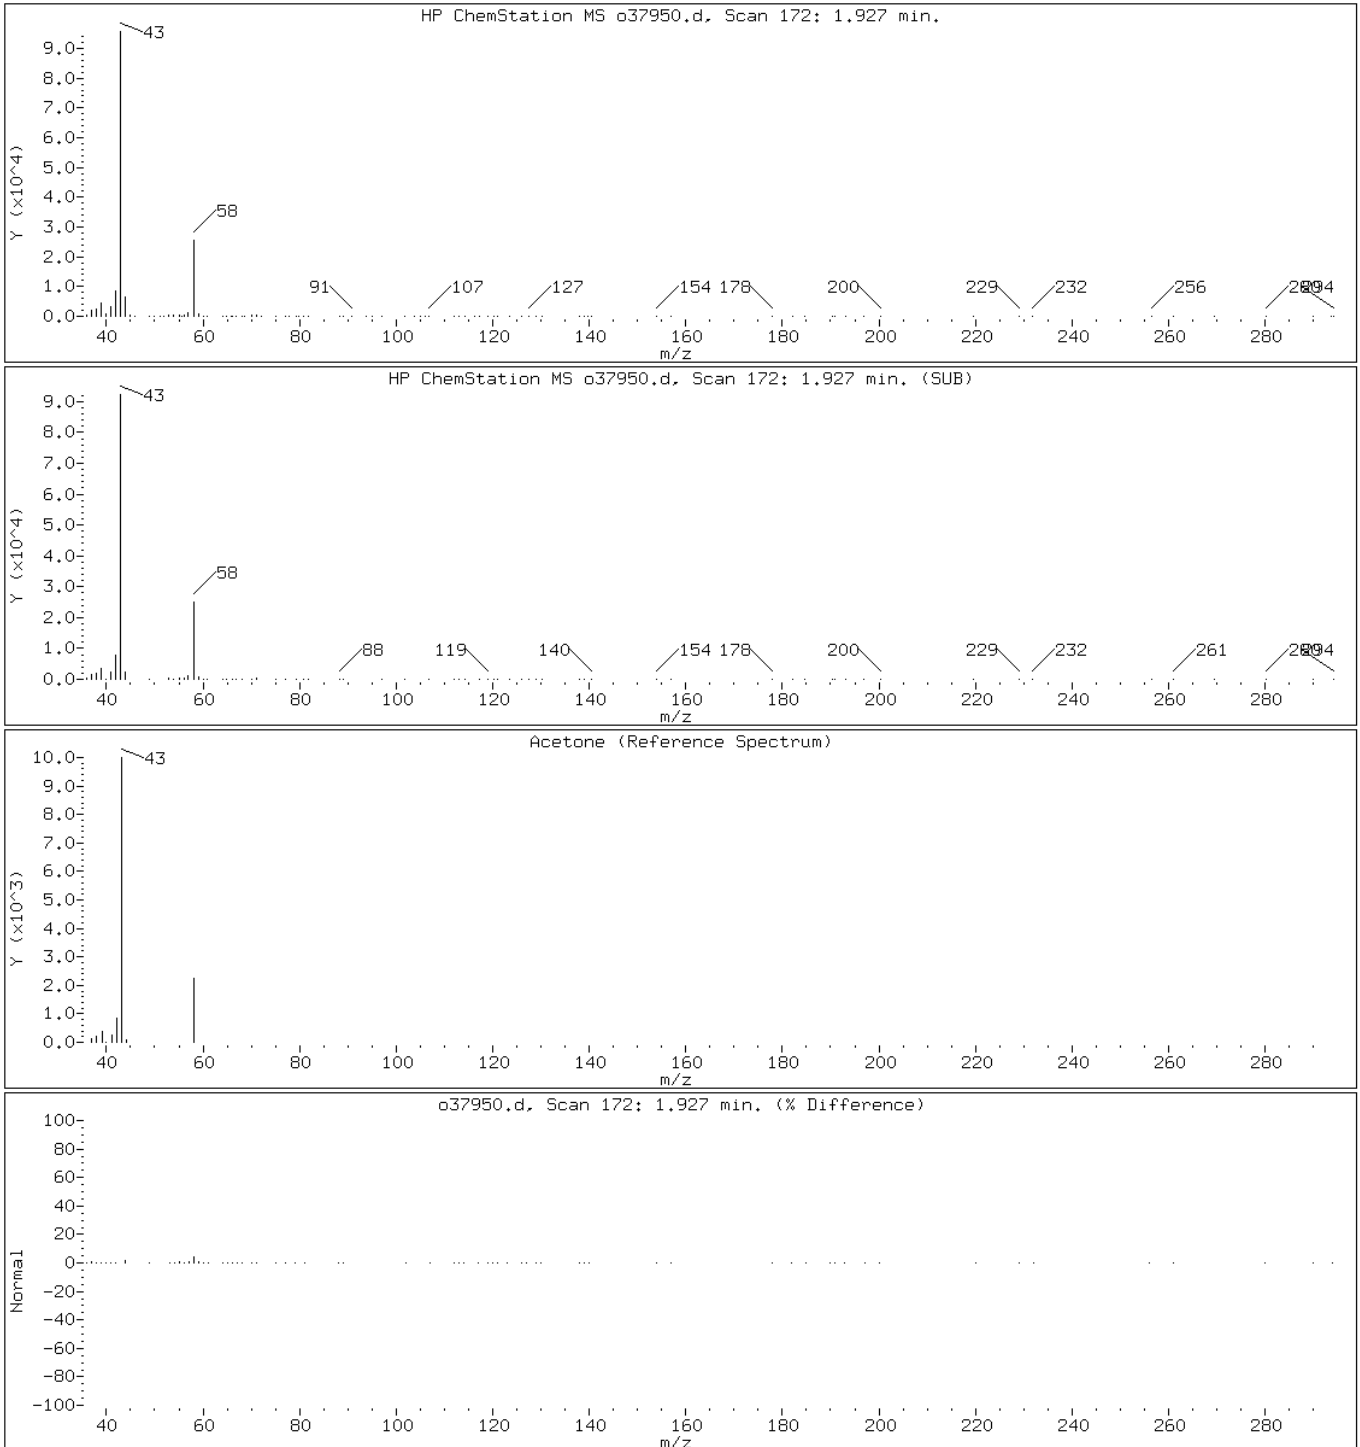 HP ChemStation MS o37950.d, Scan 172: 1.927 min.
Y (x10^4)
9.0
8.0
7.0
6.0
5.0
4.0
3.0
2.0
1.0
0.0
43
58
91 107 127 154 178 200 229 232 256 294
40 60 80 100 120 140 160 180 200 220 240 260 280
m/z
HP ChemStation MS o37950.d, Scan 172: 1.927 min. (SUB)
Y (x10^4)
9.0
8.0
7.0
6.0
5.0
4.0
3.0
2.0
1.0
0.0
43
58
88 119 140 154 178 200 229 232 261 294
40 60 80 100 120 140 160 180 200 220 240 260 280
m/z
Acetone (Reference Spectrum)
Y (x10^3)
10.0
9.0
8.0
7.0
6.0
5.0
4.0
3.0
2.0
1.0
0.0
43
40 60 80 100 120 140 160 180 200 220 240 260 280
m/z
o37950.d, Scan 172: 1.927 min. (% Difference)
Normal
100
80
60
40
20
0
-20
-40
-60
-80
-100
40 60 80 100 120 140 160 180 200 220 240 260 280
m/z